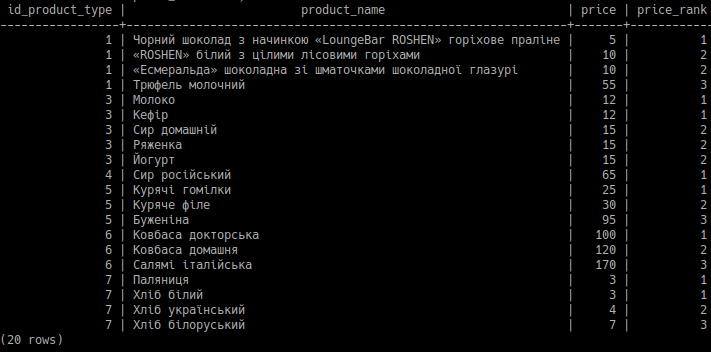 id_product_type | product_name | price | price_rank
-----------------+---------------------------------------------------------------+-------+------------
1 | Чорний шоколад з начинкою «LoungeBar ROSHEN» горіхове праліне | 5 | 1
1 | «ROSHEN» білий з цілими лісовими горіхами | 10 | 2
1 | «Есмеральда» шоколадна зі шматочками шоколадної глазурі | 10 | 2
1 | Трюфель молочний | 55 | 3
3 | Молоко | 12 | 1
3 | Кефір | 12 | 1
3 | Сир домашній | 15 | 2
3 | Ряженка | 15 | 2
3 | Йогурт | 15 | 2
4 | Сир російський | 65 | 1
5 | Курячі гомілки | 25 | 1
5 | Куряче філе | 30 | 2
5 | Буженіна | 95 | 3
6 | Ковбаса докторська | 100 | 1
6 | Ковбаса домашня | 120 | 2
6 | Салямі італійська | 170 | 3
7 | Паляниця | 3 | 1
7 | Хліб білий | 3 | 1
7 | Хліб український | 4 | 2
7 | Хліб білоруський | 7 | 3
(20 rows)